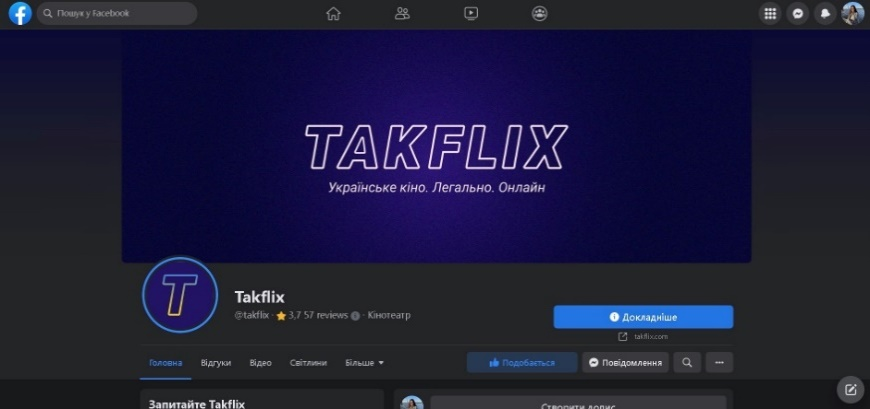 Пошук у Facebook
TAKFLIX
Українське кіно. Легально. Онлайн
T
Takflix
@takflix · 3,7 57 reviews · Кінотеатр
Докладніше
takflix.com
Головна Відгуки Відео Світлини Більше
Подобається Повідомлення
Запитайте Takflix
Створити допис